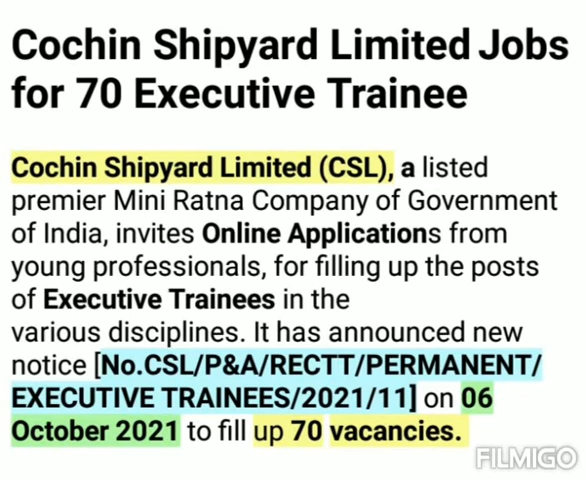 Cochin Shipyard Limited Jobs
for 70 Executive Trainee
Cochin Shipyard Limited (CSL), a listed
premier Mini Ratna Company of Government
of India, invites Online Applications from
young professionals, for filling up the posts
of Executive Trainees in the
various disciplines. It has announced new
notice [No.CSL/P&A/RECTT/PERMANENT/
EXECUTIVE TRAINEES/2021/11] on 06
October 2021 to fill up 70 vacancies.
FILMIGO